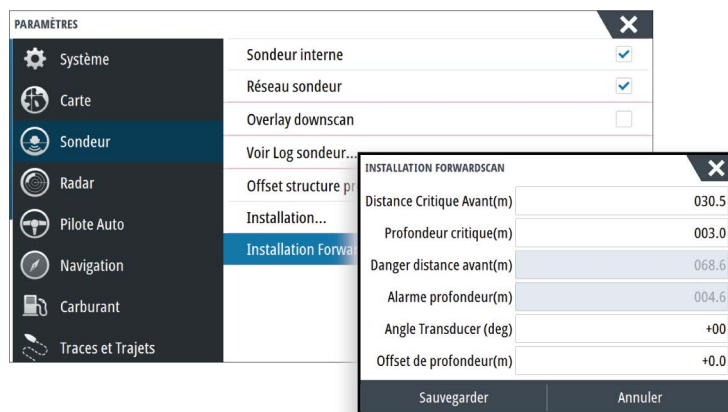 PARAMÈTRES
Système
Carte
Sondeur
Radar
Pilote Auto
Navigation
Carburant
Traces et Trajets
Sondeur interne
Réseau sondeur
Overlay downscan
Voir Log sondeur...
Offset structure
Installation...
Installation
INSTALLATION FORWARDSCAN
Distance Critique Avant(m) 030.5
Profondeur critique(m) 003.0
Danger distance avant(m) 068.6
Alarme profondeur(m) 004.6
Angle Transducer (deg) +00
Offset de profondeur(m) +0.0
Sauvegarder Annuler